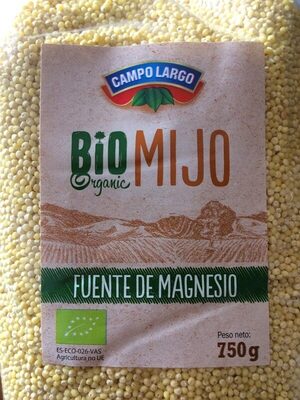 CAMPO LARGO
BIO MIJO
Organic
FUENTE DE MAGNESIO
Peso neto:
750g
ES-ECO-026-VAS
Agricultura no UE